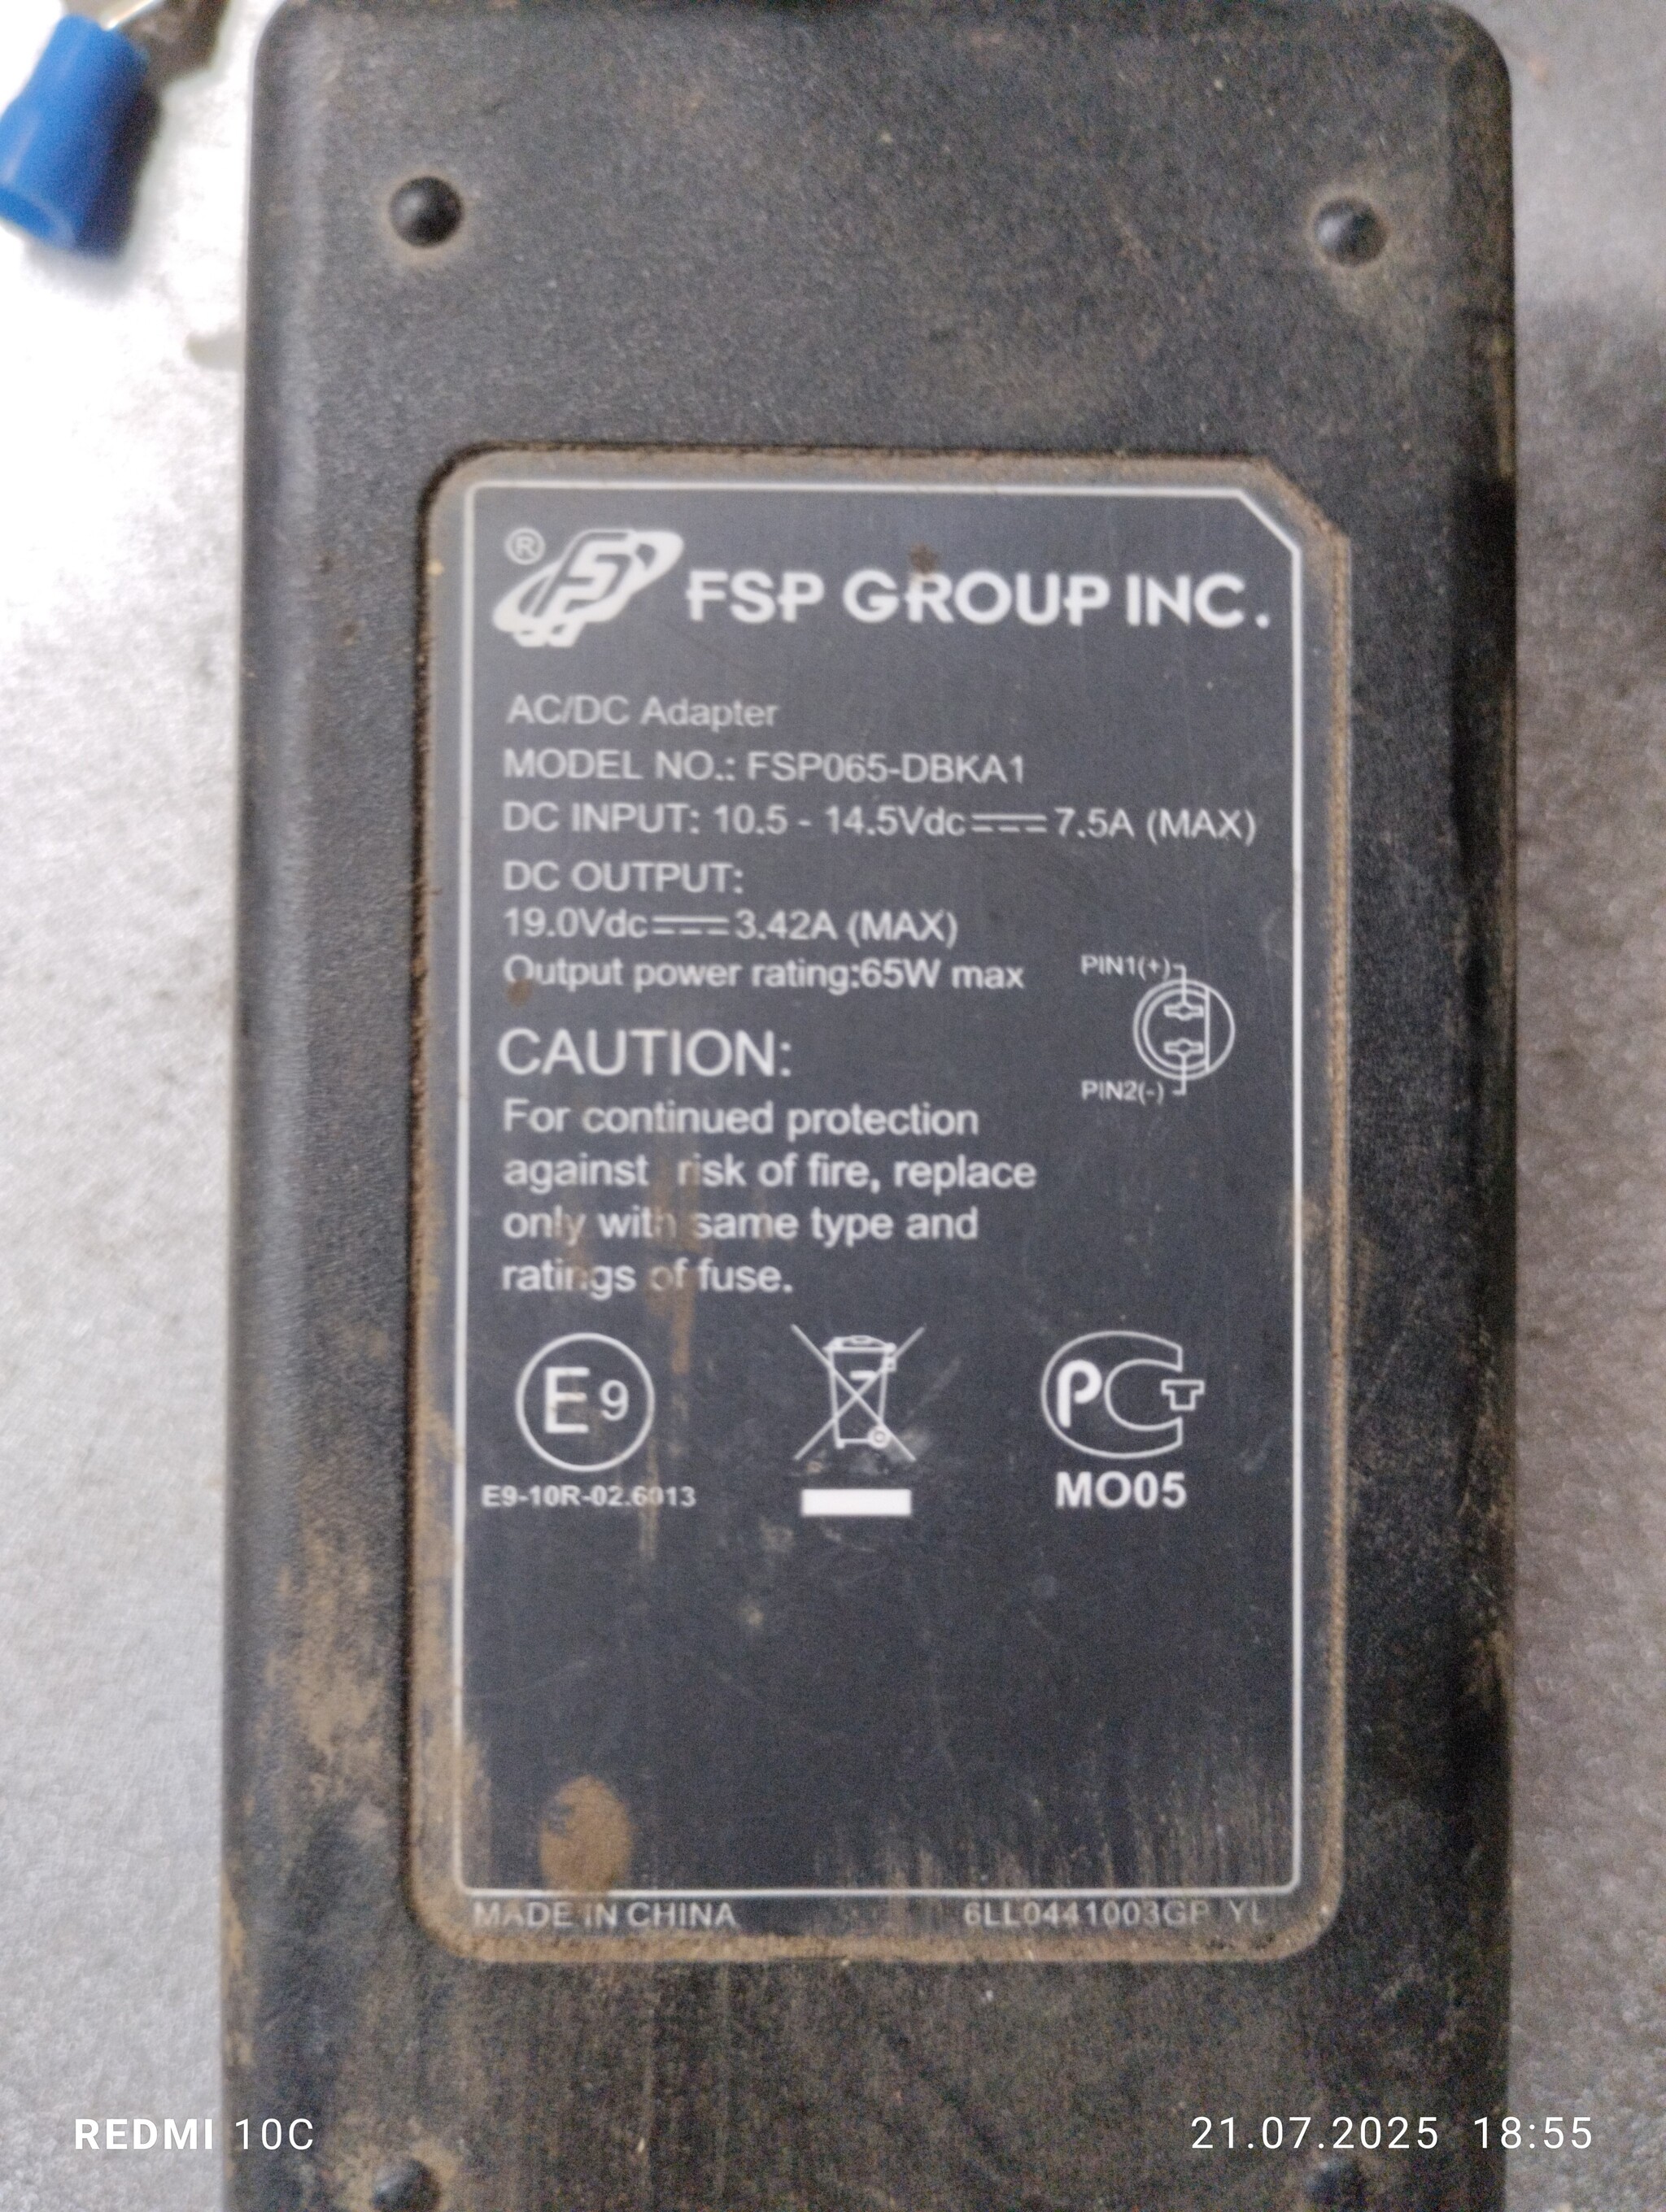 ® FSP GROUP INC.
AC/DC Adapter
MODEL NO.: FSP065-DBKA1
DC INPUT: 10.5 - 14.5Vdc⎓7.5A (MAX)
DC OUTPUT:
19.0Vdc⎓3.42A (MAX)
Output power rating:65W max
PIN1(+)
PIN2(-)
CAUTION:
For continued protection
against risk of fire, replace
only with same type and
ratings of fuse.
E9
PCT
E9-10R-02.6013
MO05
MADE IN CHINA 6LL0441003GP YL
REDMI 10C 21.07.2025 18:55